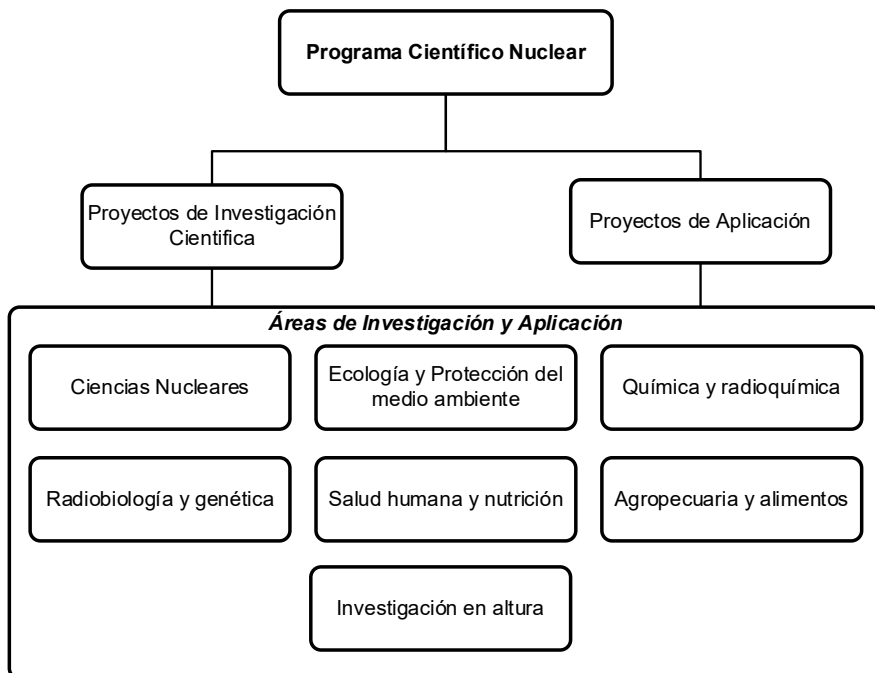 Programa Científico Nuclear
Proyectos de Investigación
Cientifica
Proyectos de Aplicación
Áreas de Investigación y Aplicación
Ciencias Nucleares
Ecología y Protección del
medio ambiente
Química y radioquímica
Radiobiología y genética
Salud humana y nutrición
Agropecuaria y alimentos
Investigación en altura